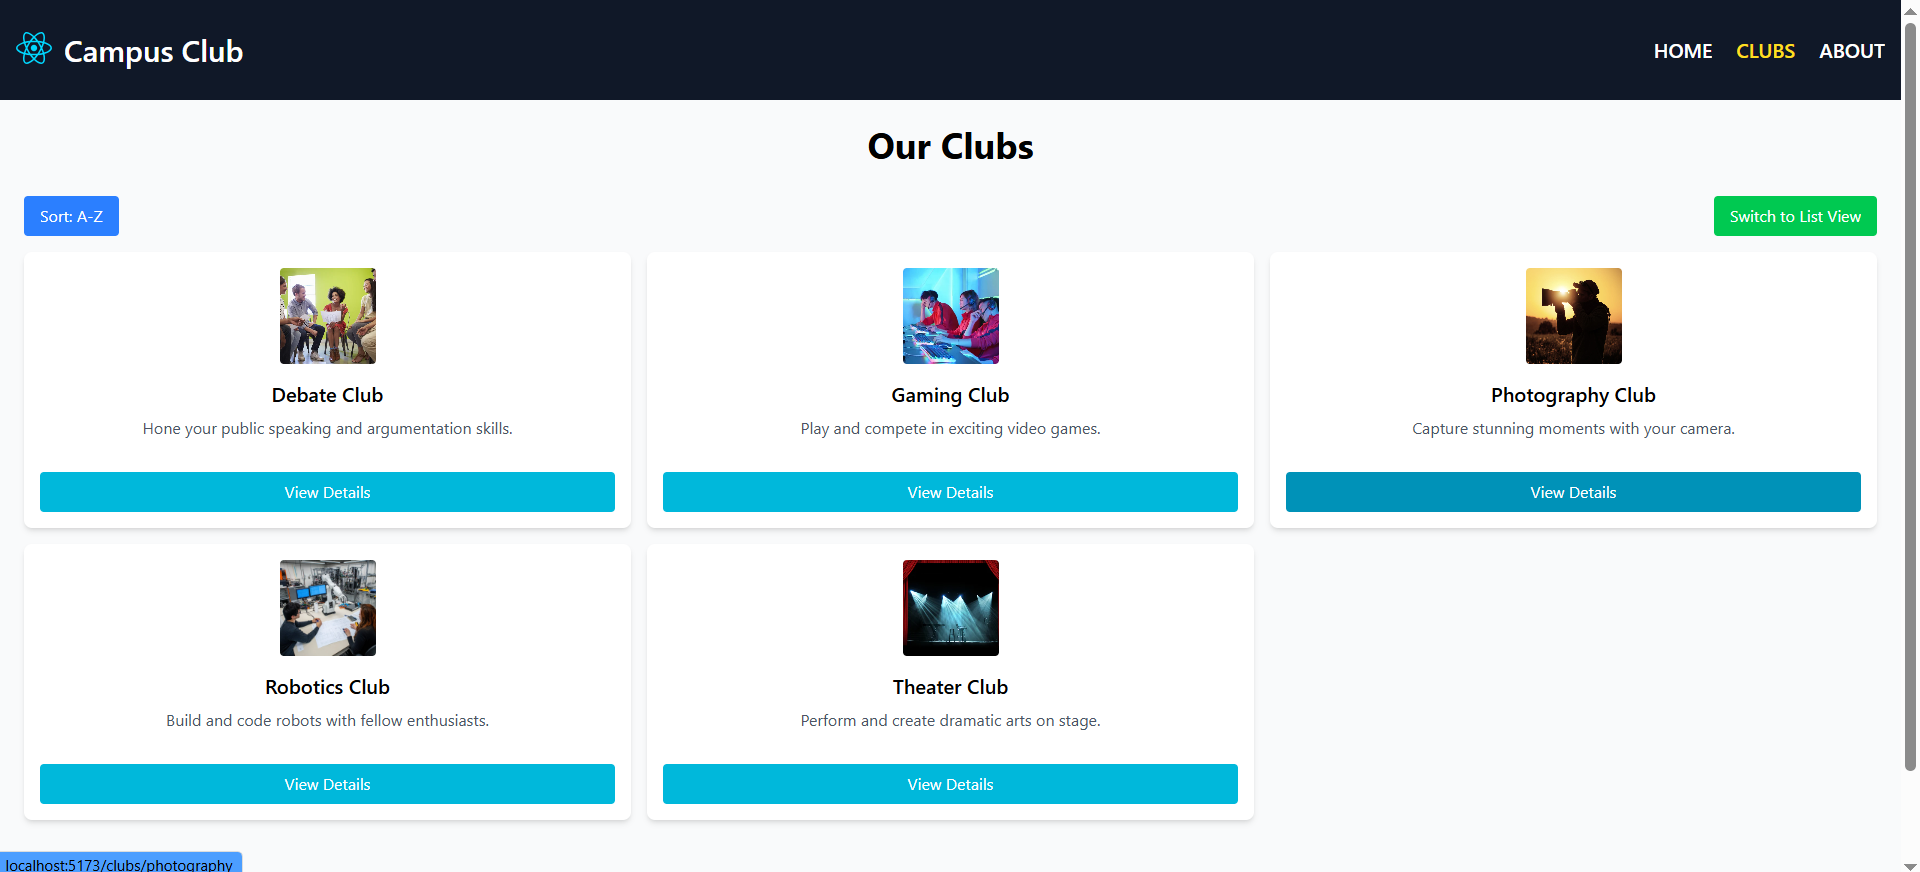 Campus Club
HOME CLUBS ABOUT
Our Clubs
Sort: A-Z
Switch to List View
Debate Club
Hone your public speaking and argumentation skills.
View Details
Gaming Club
Play and compete in exciting video games.
View Details
Photography Club
Capture stunning moments with your camera.
View Details
Robotics Club
Build and code robots with fellow enthusiasts.
View Details
Theater Club
Perform and create dramatic arts on stage.
View Details
localhost:5173/clubs/photography